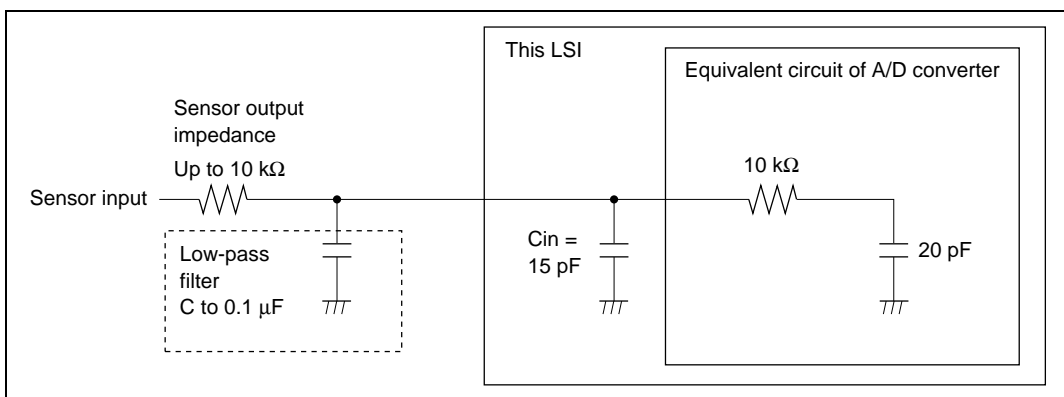 This LSI
Equivalent circuit of A/D converter
Sensor output
impedance
Up to 10 kΩ
10 kΩ
Sensor input
Low-pass
filter
C to 0.1 μF
Cin =
15 pF
20 pF